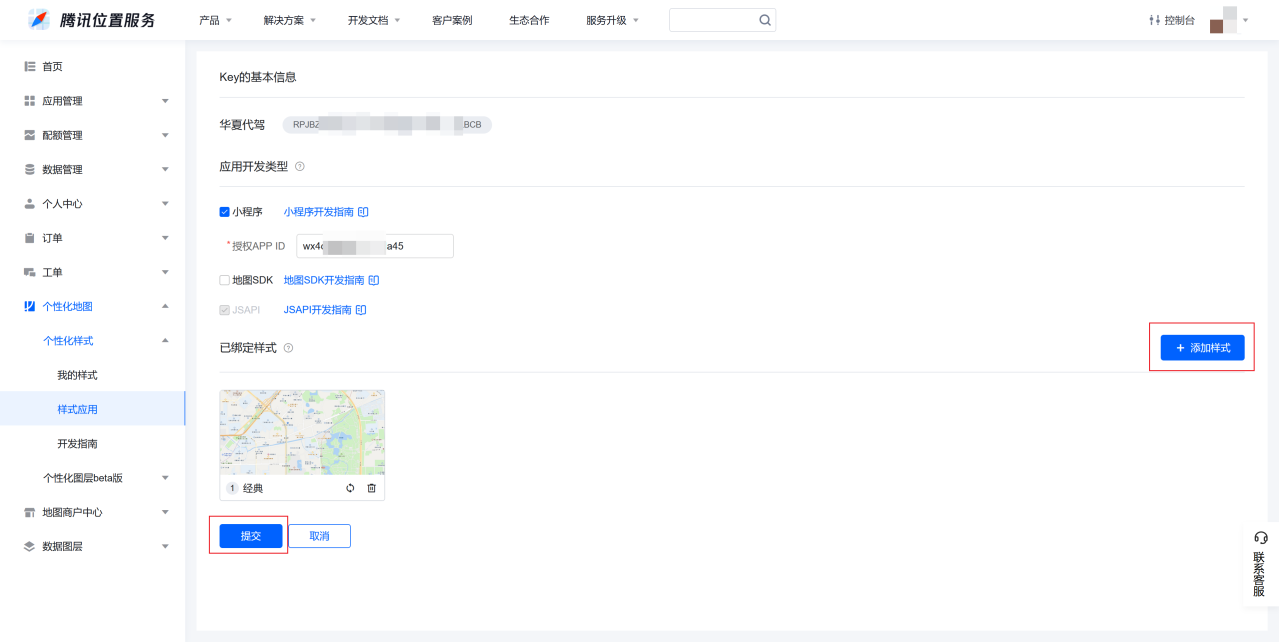 腾讯位置服务
产品 解决方案 开发文档 客户案例 生态合作 服务升级 控制台
首页
应用管理
配额管理
数据管理
个人中心
订单
工单
个性化地图
个性化样式
我的样式
样式应用
开发指南
个性化图层beta版
地图商户中心
数据图层
Key的基本信息
华夏代驾 RPJBZ BCB
应用开发类型
小程序 小程序开发指南
*授权APP ID wx4 a45
地图SDK 地图SDK开发指南
JSAPI JSAPI开发指南
已绑定样式
+ 添加样式
1 经典
提交 取消
联系客服